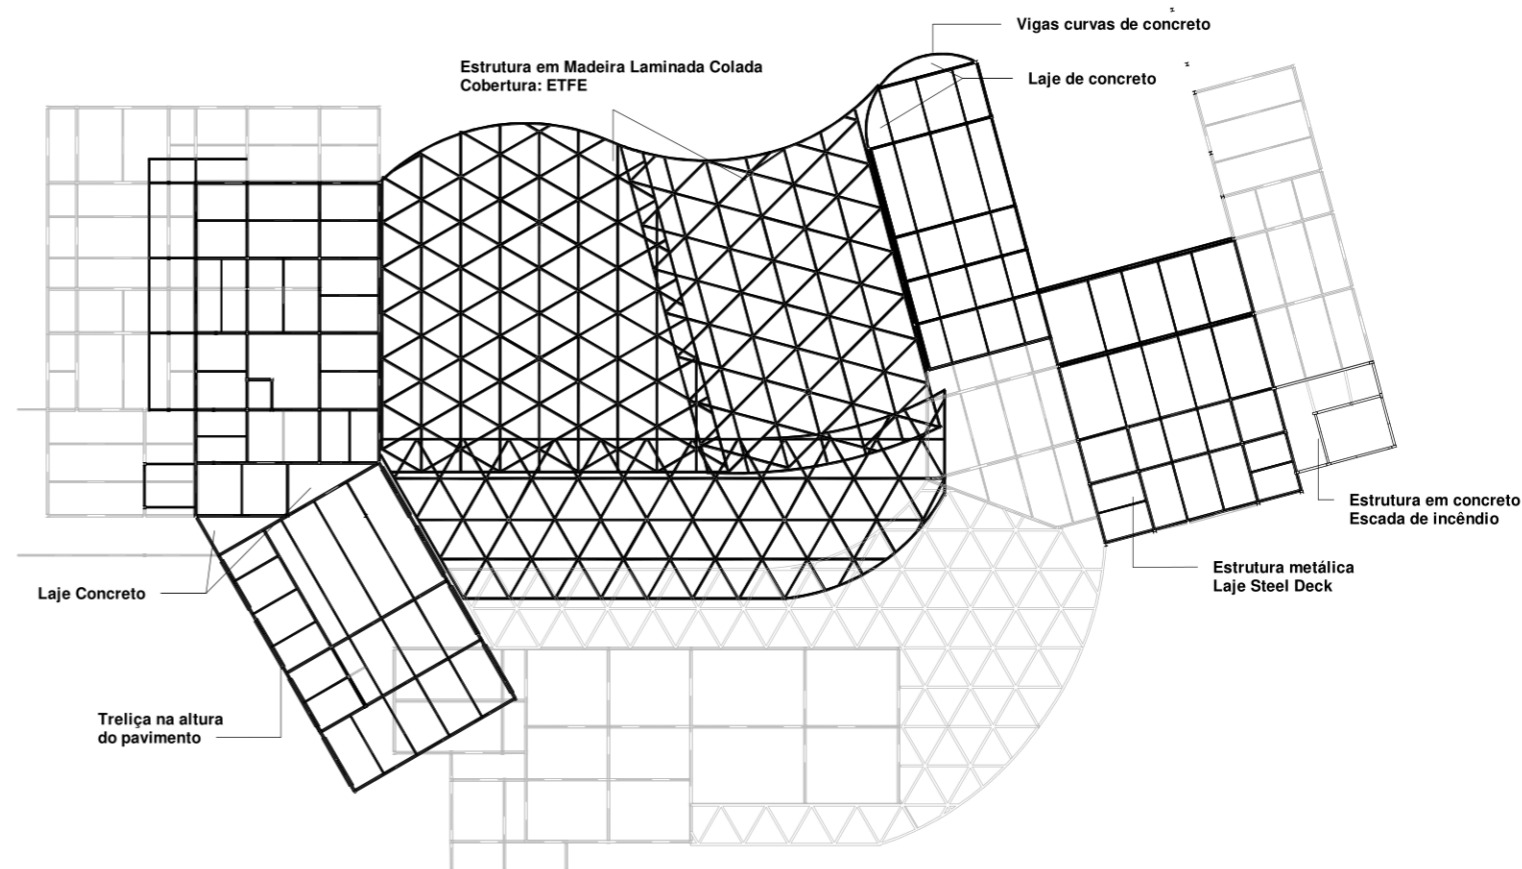 Vigas curvas de concreto
Estrutura em Madeira Laminada Colada
Cobertura: ETFE
Laje de concreto
Estrutura em concreto
Escada de incêndio
Estrutura metálica
Laje Steel Deck
Laje Concreto
Treliça na altura
do pavimento